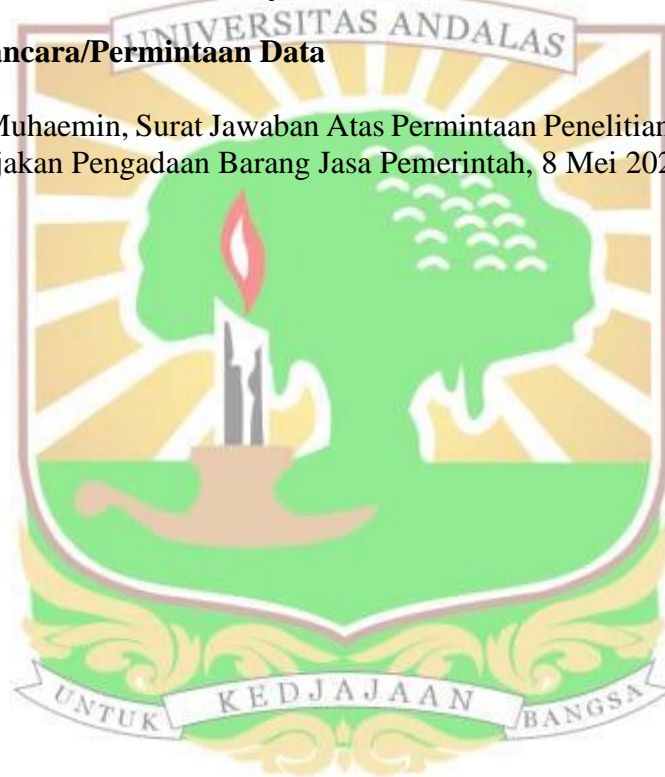 UNIVERSITAS ANDALAS
ancara/Permintaan Data
Muhaemin, Surat Jawaban Atas Permintaan Penelitian
jakan Pengadaan Barang Jasa Pemerintah, 8 Mei 202
UNTUK KEDJAJAAN BANGSA